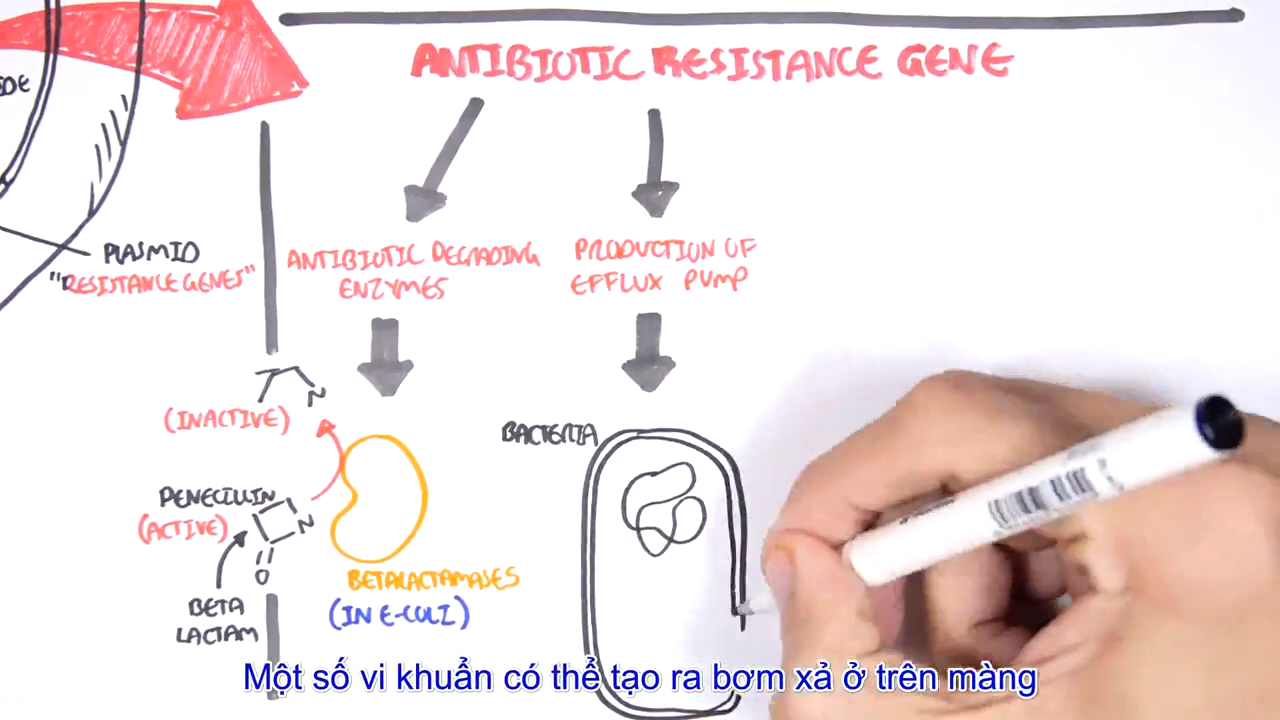 ANTIBIOTIC RESISTANCE GENE
PLASMID
"RESISTANCE GENES"
ANTIBIOTIC DEGRADING
ENZYMES
PRODUCTION OF
EFFLUX PUMP
N
(INACTIVE)
BACTERIA
PENECILLIN
(ACTIVE)
N
O
BETA
LACTAM
BETALACTAMASES
(IN E-COLI)
Một số vi khuẩn có thể tạo ra bơm xả ở trên màng